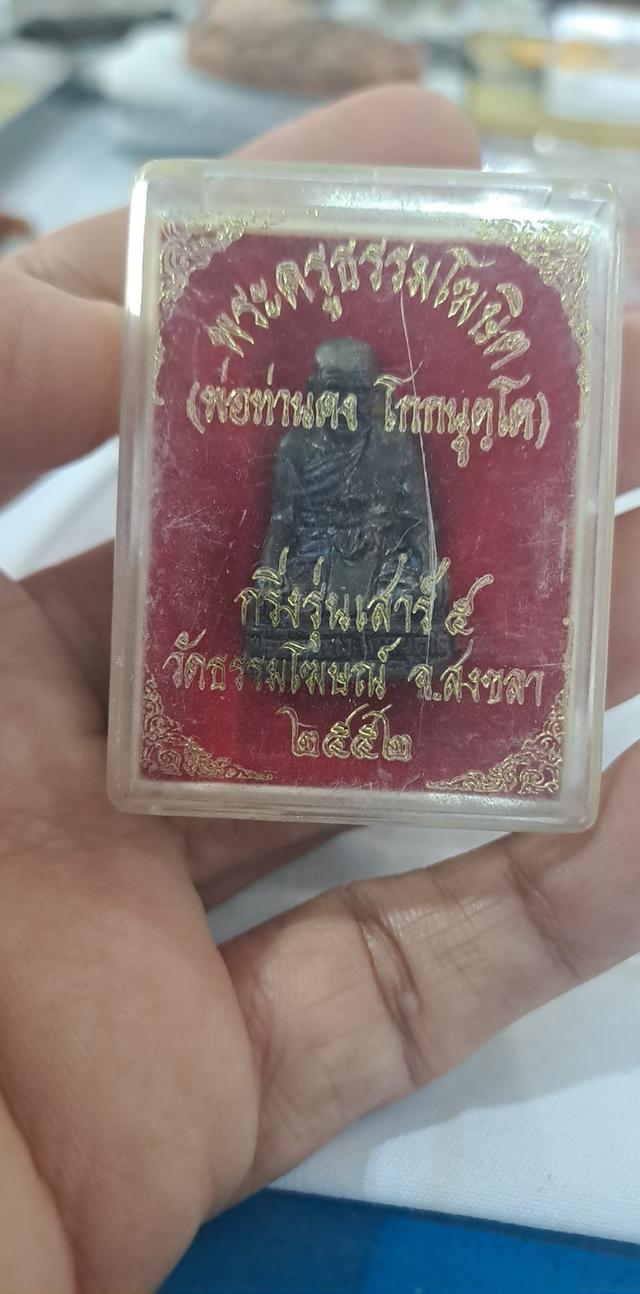 พระครูธรรมโฆษิต
(พ่อท่านคง โกกนุตฺโต)
กริ่งรุ่นเสาร์ ๕
วัดธรรมโฆษณ์ จ.สงขลา
๒๕๕๒